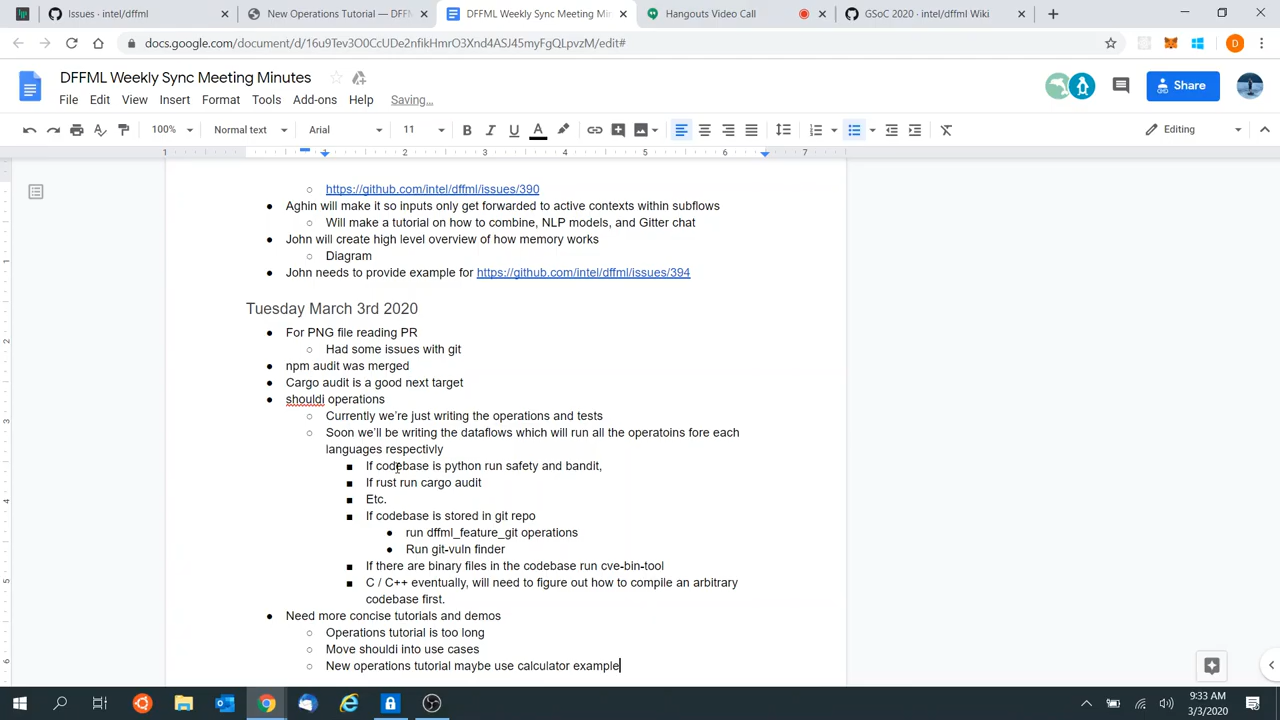 Issues · intel/dffml
New Operations Tutorial — DFFM
DFFML Weekly Sync Meeting Min
Hangouts Video Call
GSoC 2020 · intel/dffml Wiki
docs.google.com/document/d/16u9Tev3O0CcUDe2nfikHmrO3Xnd4ASJ45myFgQLpvzM/edit#
D
DFFML Weekly Sync Meeting Minutes
File Edit View Insert Format Tools Add-ons Help Saving...
Share
100% Normal text Arial 11 B I U A Editing
1 1 2 3 4 5 6 7
https://github.com/intel/dffml/issues/390
Aghin will make it so inputs only get forwarded to active contexts within subflows
Will make a tutorial on how to combine, NLP models, and Gitter chat
John will create high level overview of how memory works
Diagram
John needs to provide example for https://github.com/intel/dffml/issues/394
Tuesday March 3rd 2020
For PNG file reading PR
Had some issues with git
npm audit was merged
Cargo audit is a good next target
shouldi operations
Currently we're just writing the operations and tests
Soon we'll be writing the dataflows which will run all the operatoins fore each
languages respectivly
If codebase is python run safety and bandit,
If rust run cargo audit
Etc.
If codebase is stored in git repo
run dffml_feature_git operations
Run git-vuln finder
If there are binary files in the codebase run cve-bin-tool
C / C++ eventually, will need to figure out how to compile an arbitrary
codebase first.
Need more concise tutorials and demos
Operations tutorial is too long
Move shouldi into use cases
New operations tutorial maybe use calculator example
9:33 AM
3/3/2020